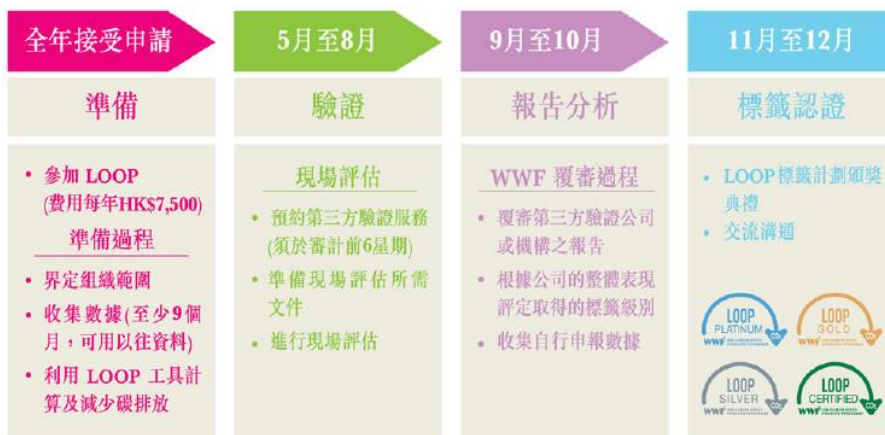 全年接受申請
5月至8月
9月至10月
11月至12月
準備
驗證
報告分析
標籤認證
• 參加 LOOP
(費用每年HK$7,500)
準備過程
• 界定組織範圍
• 收集數據(至少9個
月，可用以往資料)
• 利用 LOOP 工具計
算及減少碳排放
現場評估
• 預約第三方驗證服務
(須於審計前6星期)
• 準備現場評估所需
文件
• 進行現場評估
WWF 覆審過程
• 覆審第三方驗證公司
或機構之報告
• 根據公司的整體表現
評定取得的標籤級別
• 收集自行申報數據
• LOOP標籤計劃頒獎
典禮
• 交流溝通
LOOP
PLATINUM
CO₂
WWF
LOOP
GOLD
CO₂
WWF
LOOP
SILVER
CO₂
WWF
LOOP
CERTIFIED
CO₂
WWF